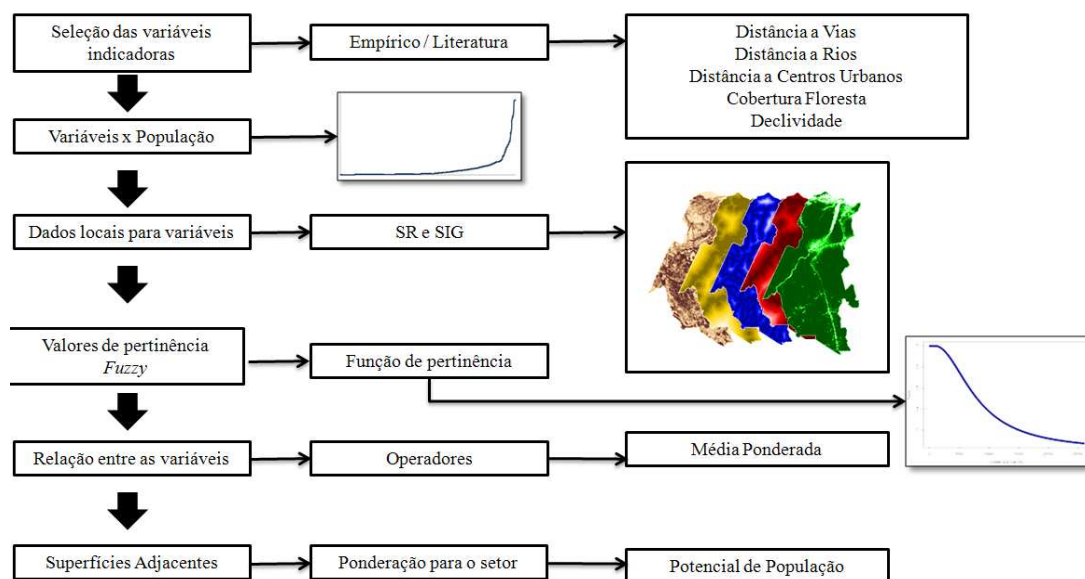 Seleção das variáveis
indicadoras
Empírico / Literatura
Distância a Vias
Distância a Rios
Distância a Centros Urbanos
Cobertura Floresta
Declividade
Variáveis x População
Dados locais para variáveis
SR e SIG
Valores de pertinência
Fuzzy
Função de pertinência
Relação entre as variáveis
Operadores
Média Ponderada
Superfícies Adjacentes
Ponderação para o setor
Potencial de População